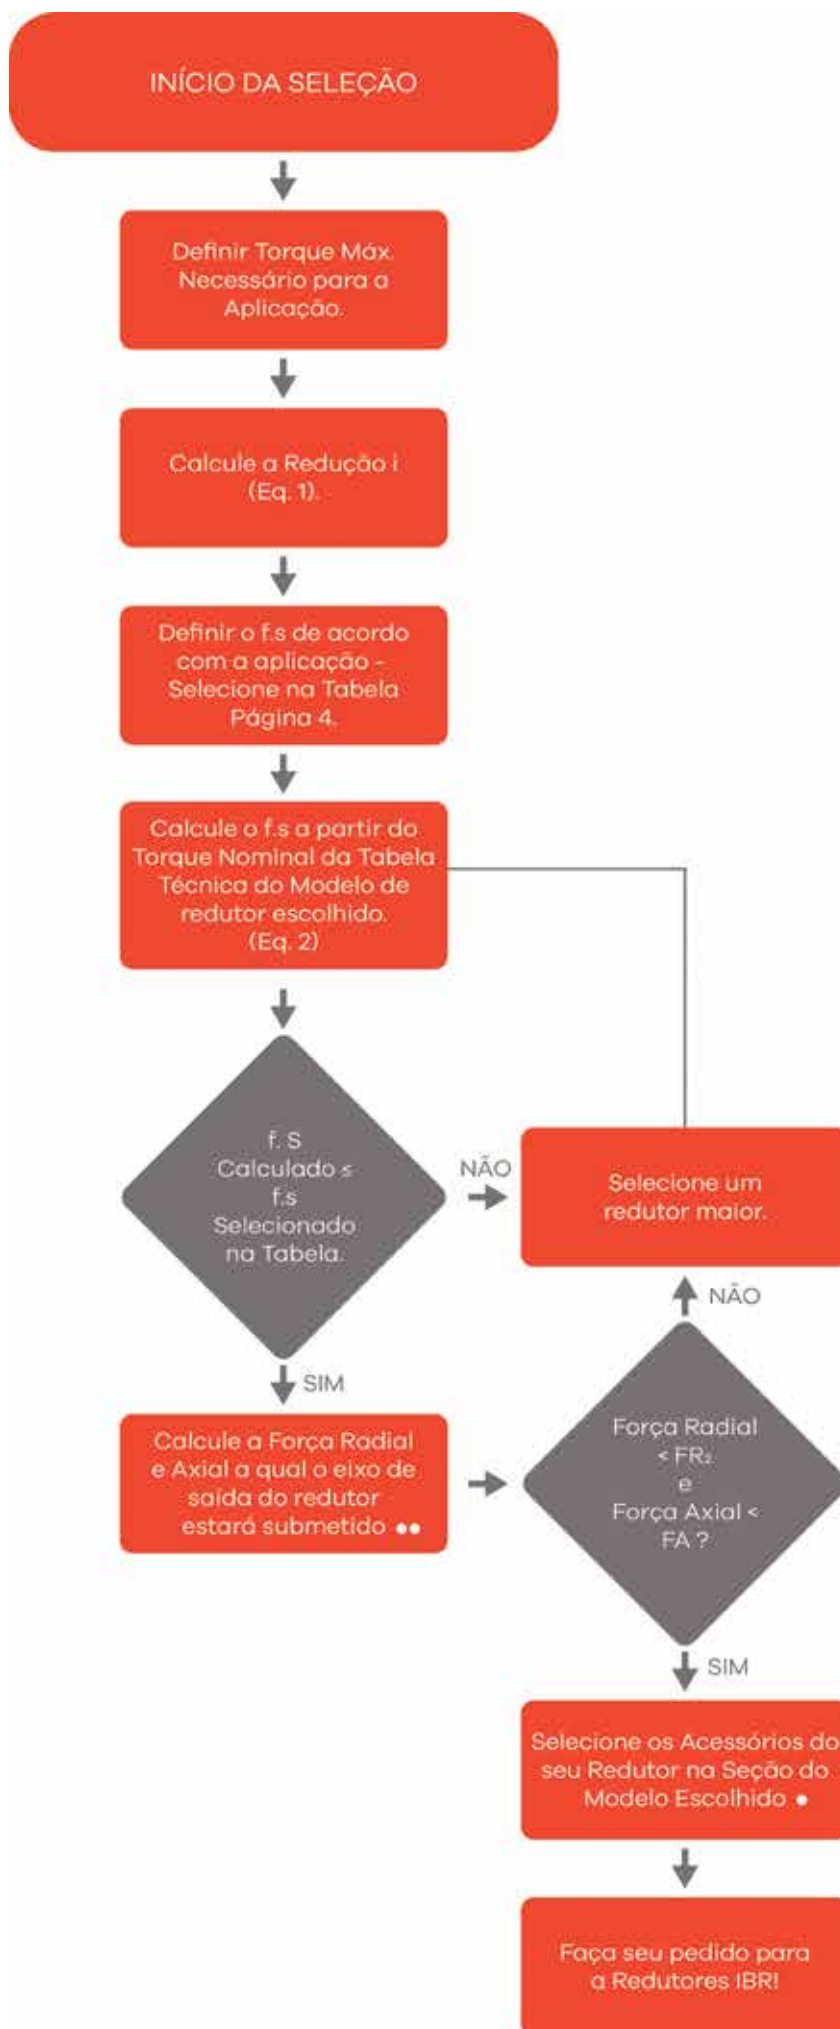 INÍCIO DA SELEÇÃO
Definir Torque Máx.
Necessário para a
Aplicação.
Calcule a Redução i
(Eq. 1).
Definir o f.s de acordo
com a aplicação -
Selecione na Tabela
Página 4.
Calcule o f.s a partir do
Torque Nominal da Tabela
Técnica do Modelo de
redutor escolhido.
(Eq. 2)
f. S
Calculado ≤
f.s
Selecionado
na Tabela.
NÃO
Selecione um
redutor maior.
SIM
Calcule a Força Radial
e Axial a qual o eixo de
saída do redutor
estará submetido ●●
Força Radial
< FR₂
e
Força Axial <
FA ?
NÃO
SIM
Selecione os Acessórios do
seu Redutor na Seção do
Modelo Escolhido ●
Faça seu pedido para
a Redutores IBR!